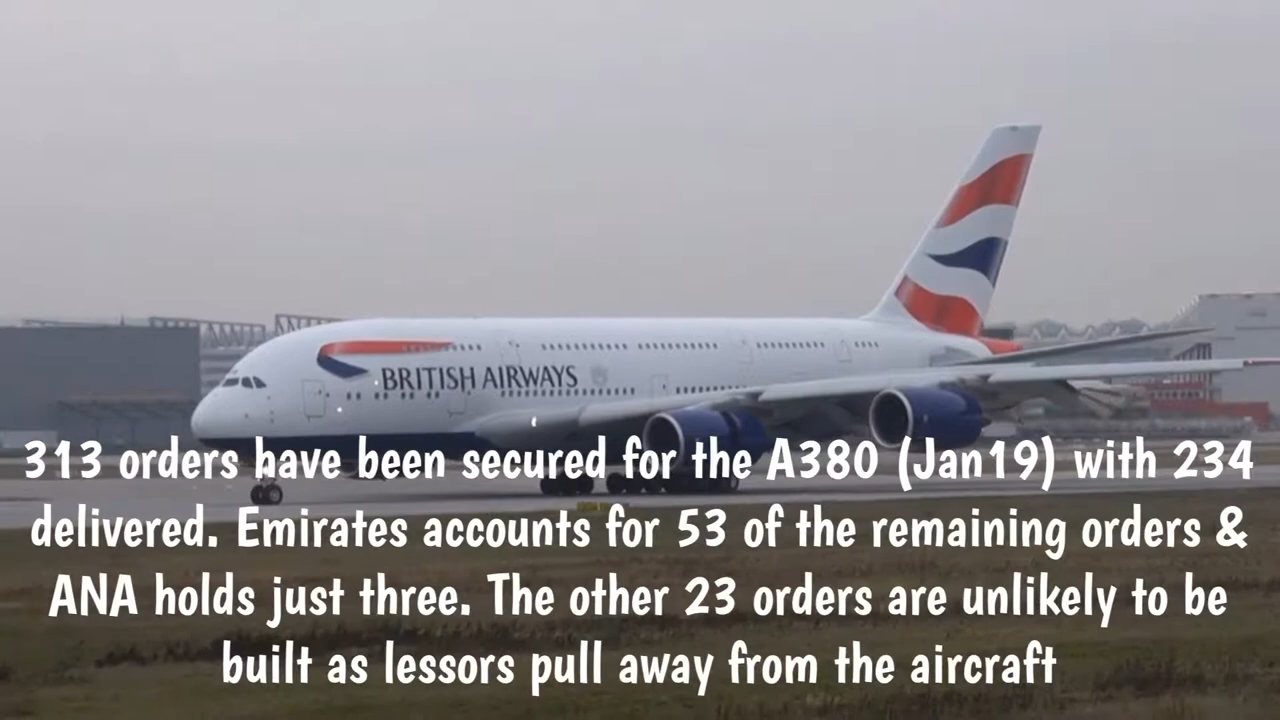 BRITISH AIRWAYS
313 orders have been secured for the A380 (Jan19) with 234
delivered. Emirates accounts for 53 of the remaining orders &
ANA holds just three. The other 23 orders are unlikely to be
built as lessors pull away from the aircraft